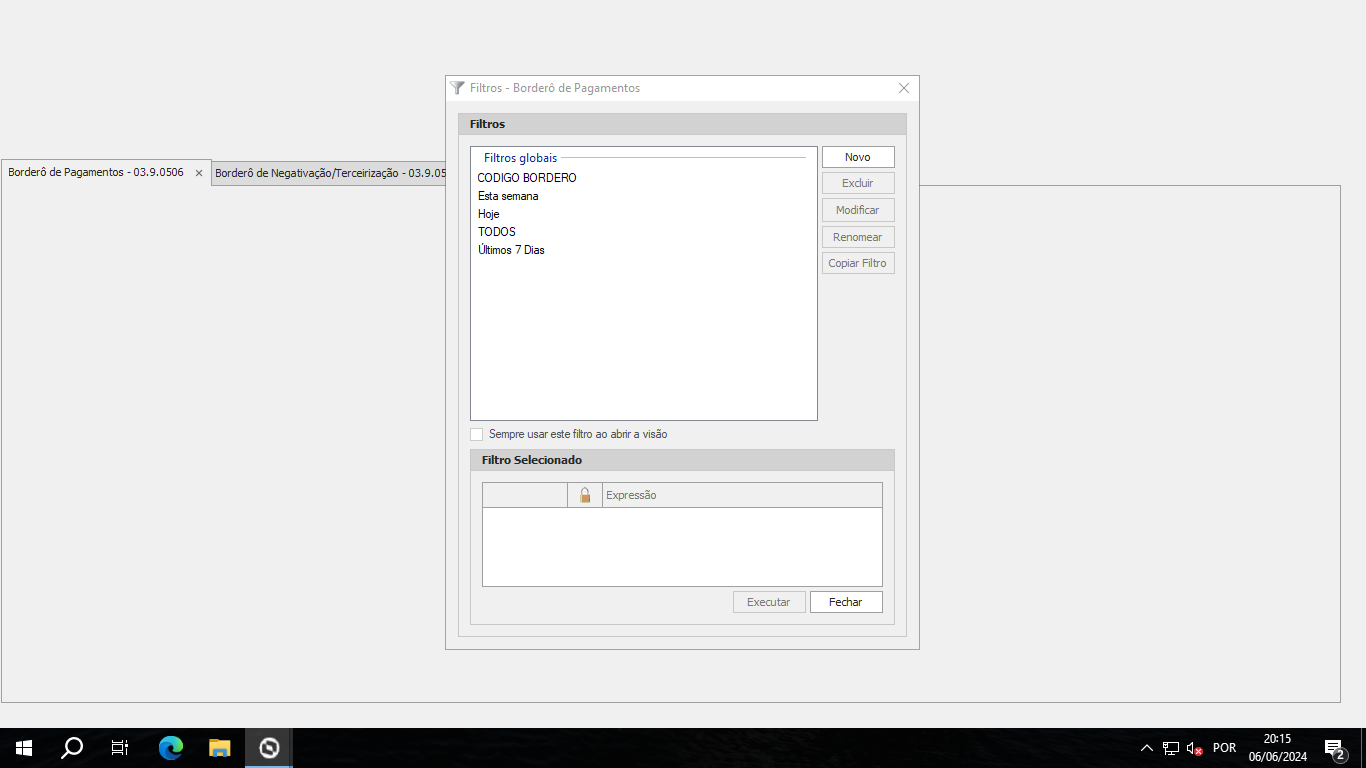 Filtros - Borderô de Pagamentos
Filtros
Filtros globais
CODIGO BORDERO
Esta semana
Hoje
TODOS
Últimos 7 Dias
Novo
Excluir
Modificar
Renomear
Copiar Filtro
Borderô de Pagamentos - 03.9.0506
Borderô de Negativação/Terceirização - 03.9.05
Sempre usar este filtro ao abrir a visão
Filtro Selecionado
Expressão
Executar
Fechar
POR
20:15
06/06/2024
2